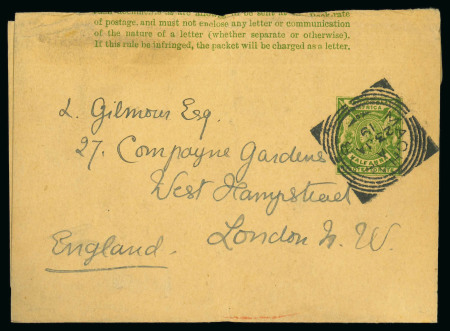 of postage, and must not enclose any letter or communication
of the nature of a letter (whether separate or otherwise).
If this rule be infringed, the packet will be charged as a letter.
L. Gilmour Esq.
27, Compayne Gardens
West Hampstead
London N. W.
England.
HALF ANNA